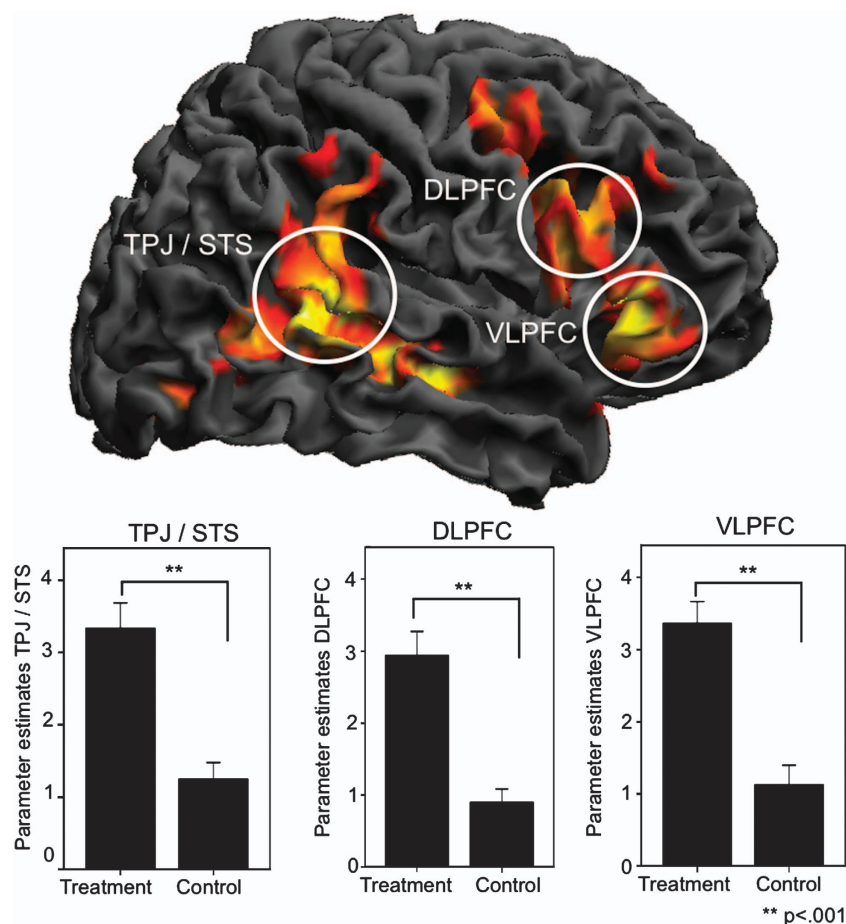 DLPFC
TPJ / STS
VLPFC
TPJ / STS
Parameter estimates TPJ / STS
4
3
2
1
0
**
Treatment Control
DLPFC
Parameter estimates DLPFC
4
3
2
1
0
**
Treatment Control
VLPFC
Parameter estimates VLPFC
4
3
2
1
0
**
Treatment Control
** p<.001